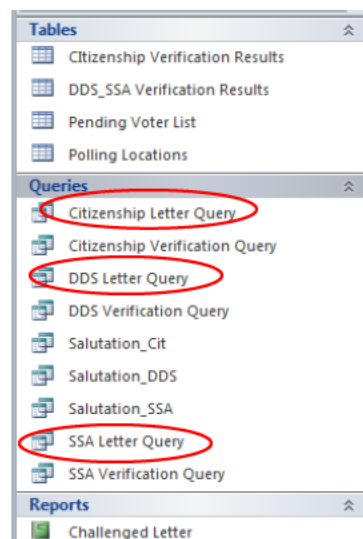 Tables
CItizenship Verification Results
DDS_SSA Verification Results
Pending Voter List
Polling Locations
Queries
Citizenship Letter Query
Citizenship Verification Query
DDS Letter Query
DDS Verification Query
Salutation_Cit
Salutation_DDS
Salutation_SSA
SSA Letter Query
SSA Verification Query
Reports
Challenged Letter